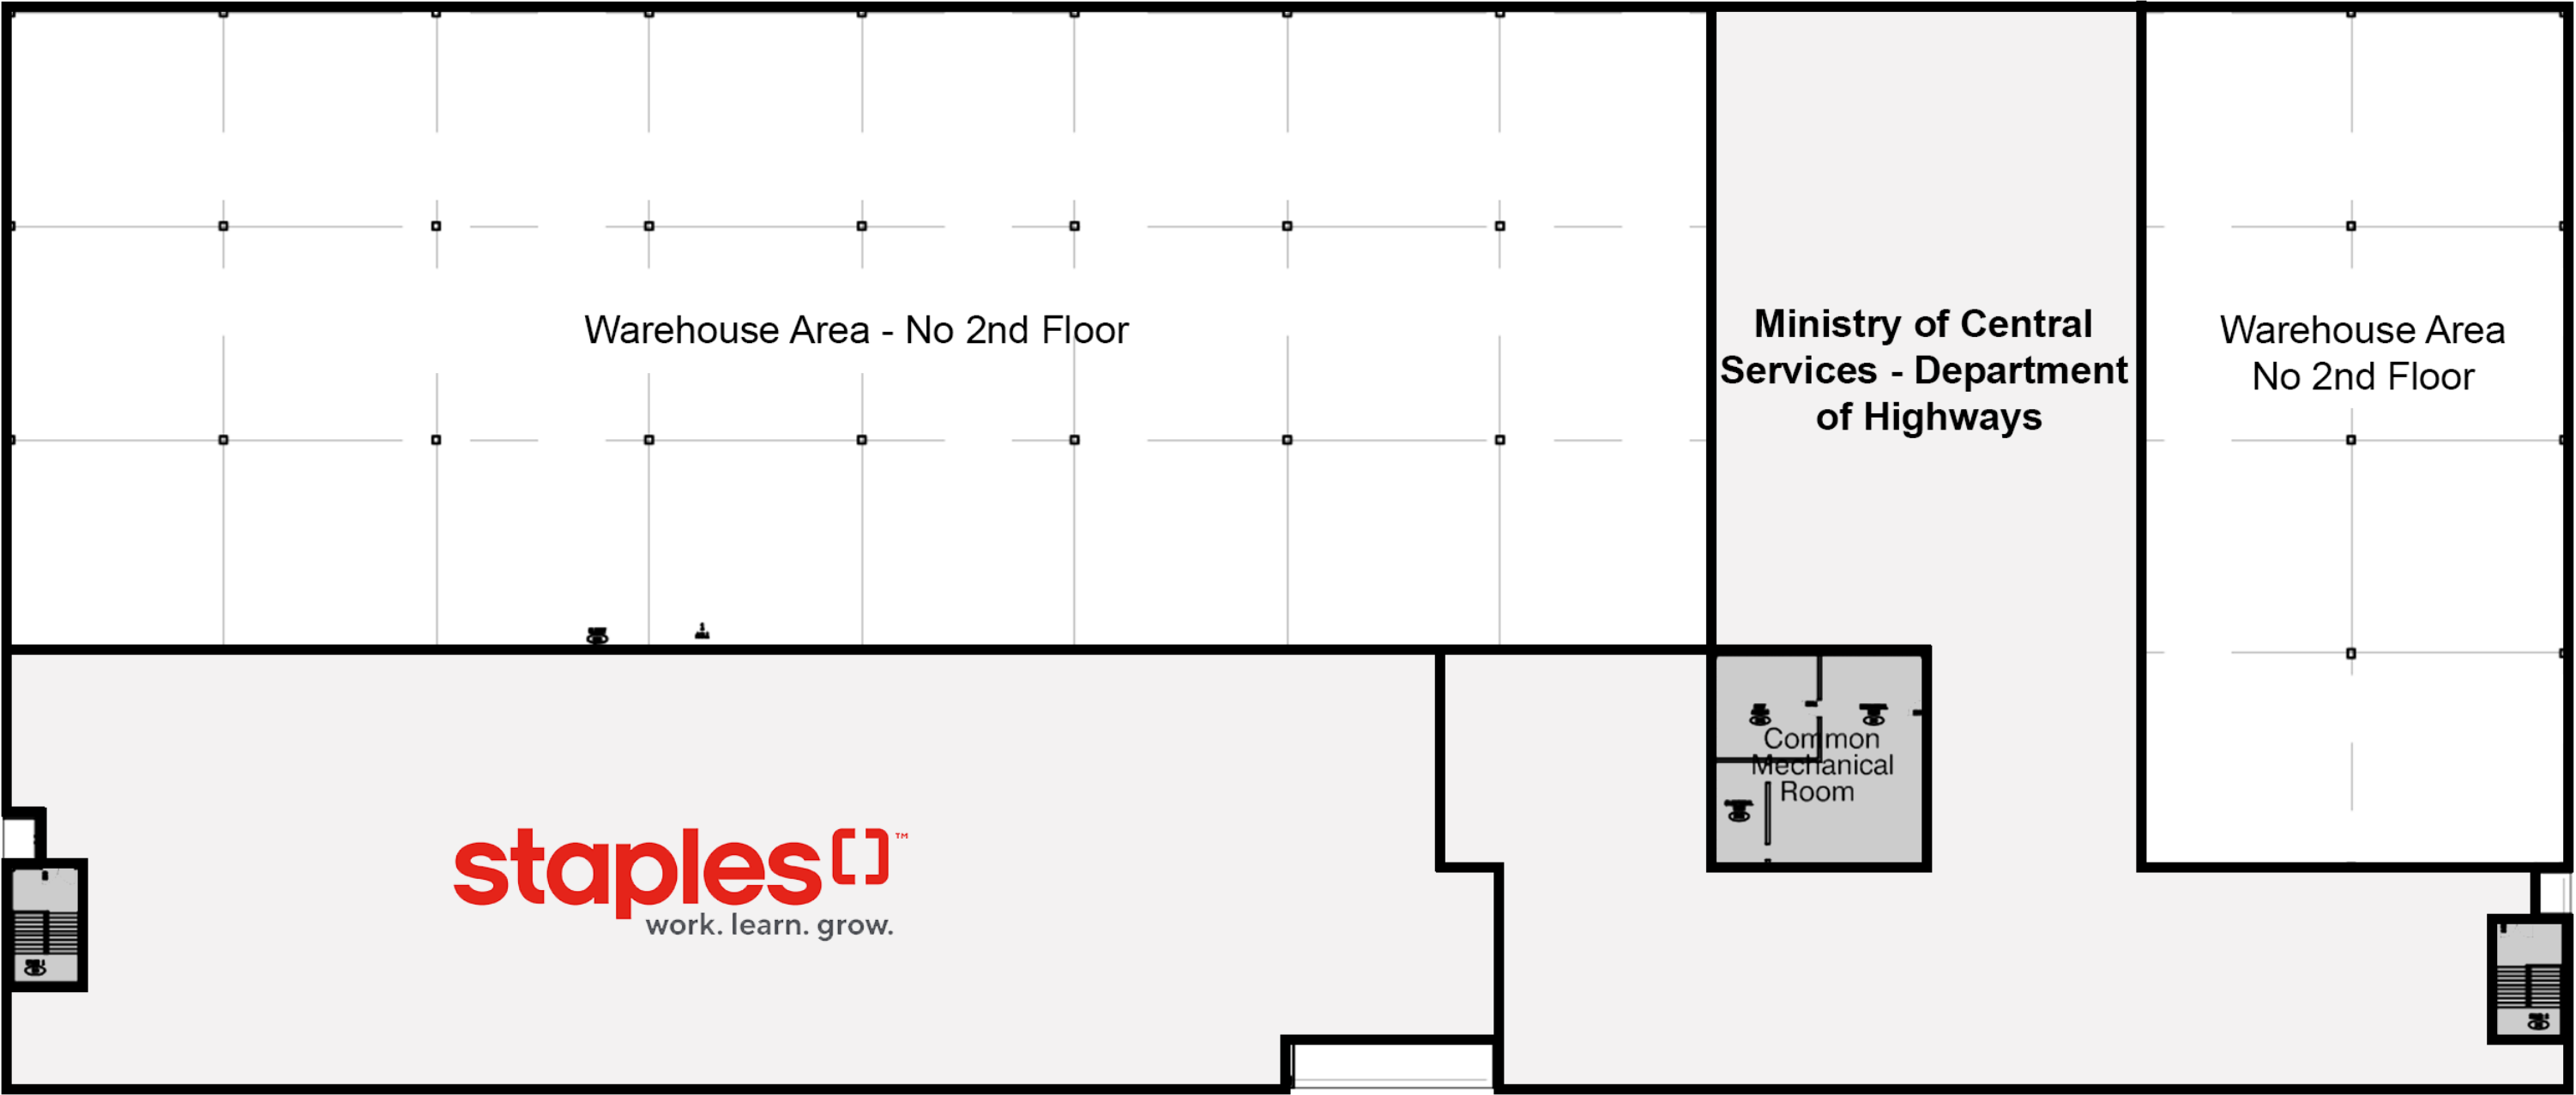 Warehouse Area - No 2nd Floor
Ministry of Central
Services - Department
of Highways
Warehouse Area
No 2nd Floor
Common
Mechanical
Room
staples™
work. learn. grow.